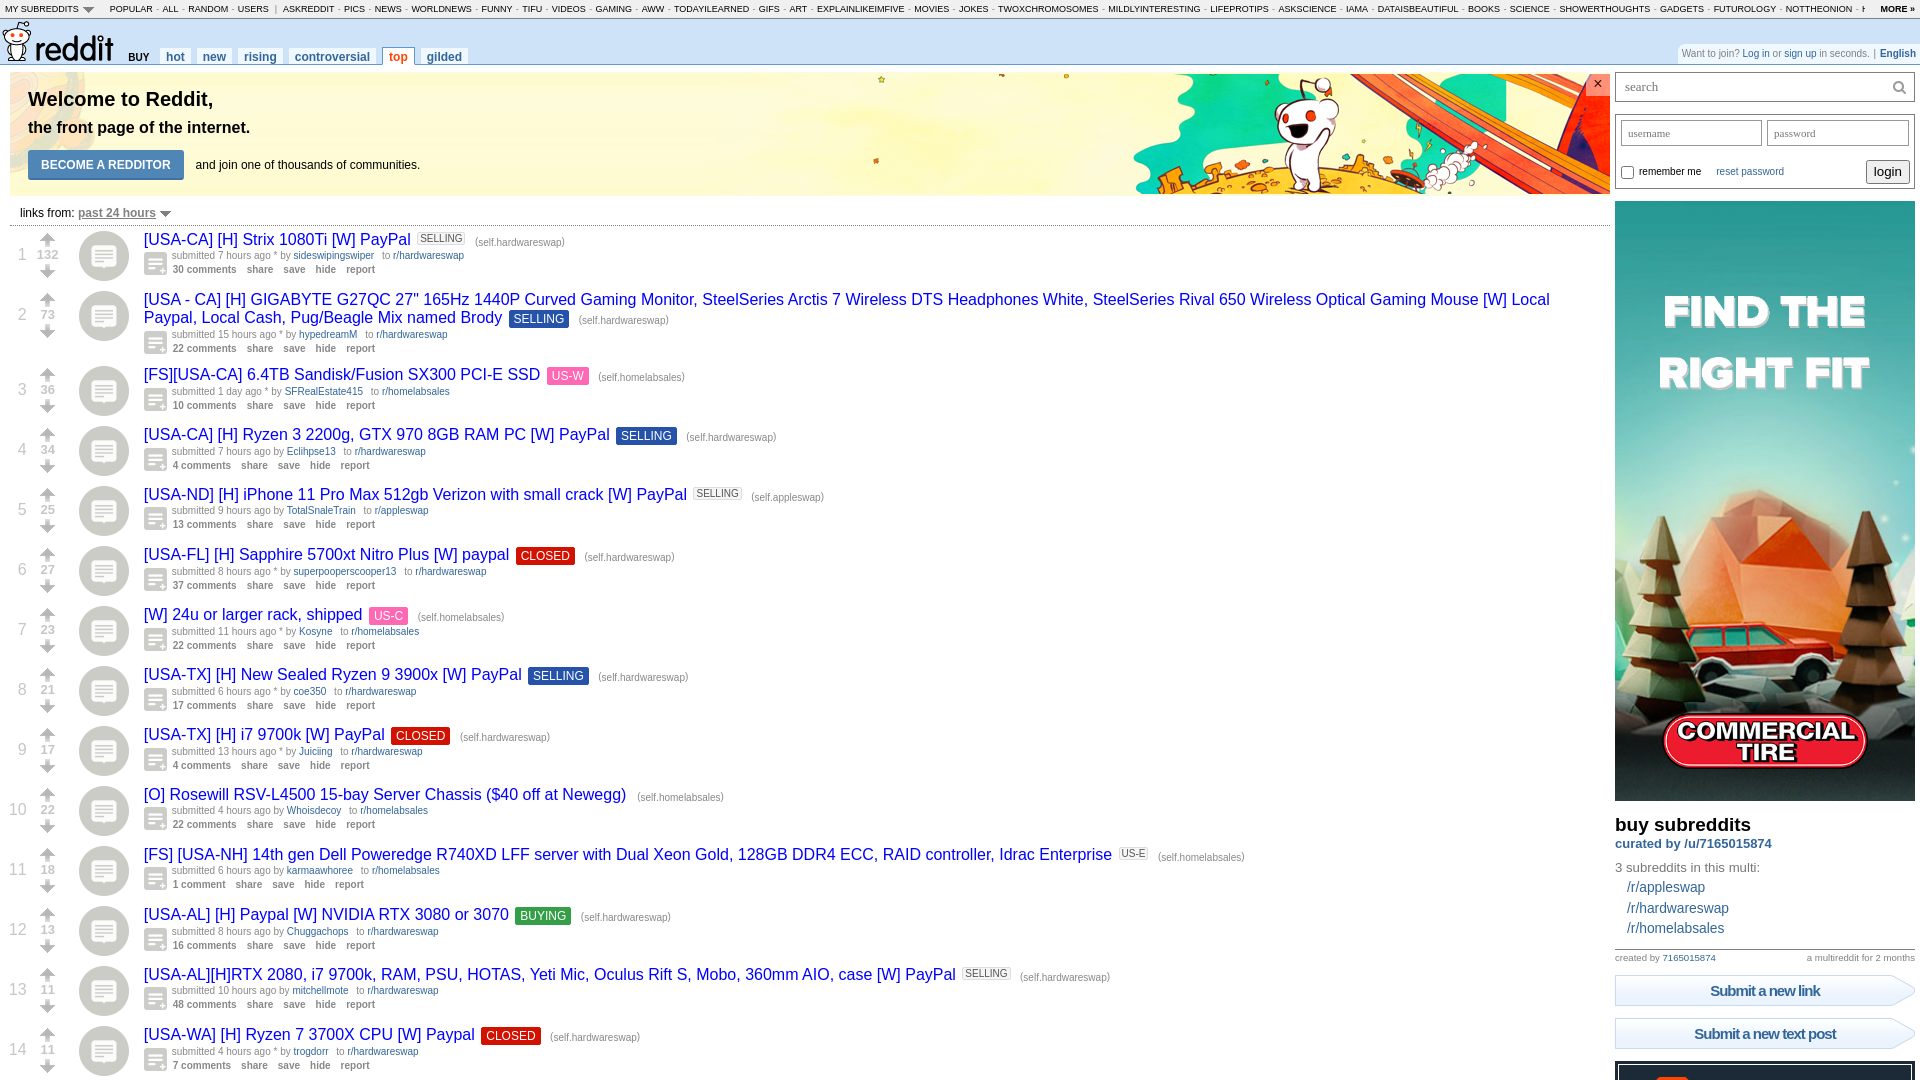 MY SUBREDDITS POPULAR - ALL - RANDOM - USERS | ASKREDDIT - PICS - NEWS - WORLDNEWS - FUNNY - TIFU - VIDEOS - GAMING - AWW - TODAYILEARNED - GIFS - ART - EXPLAINLIKEIMFIVE - MOVIES - JOKES - TWOXCHROMOSOMES - MILDLYINTERESTING - LIFEPROTIPS - ASKSCIENCE - IAMA - DATAISBEAUTIFUL - BOOKS - SCIENCE - SHOWERTHOUGHTS - GADGETS - FUTUROLOGY - NOTTHEONION - MORE »
reddit BUY hot new rising controversial top gilded
Want to join? Log in or sign up in seconds. | English
Welcome to Reddit,
the front page of the internet.
BECOME A REDDITOR and join one of thousands of communities.
×
links from: past 24 hours
1 132 [USA-CA] [H] Strix 1080Ti [W] PayPal SELLING (self.hardwareswap)
submitted 7 hours ago * by sideswipingswiper to r/hardwareswap
30 comments share save hide report
2 73 [USA - CA] [H] GIGABYTE G27QC 27" 165Hz 1440P Curved Gaming Monitor, SteelSeries Arctis 7 Wireless DTS Headphones White, SteelSeries Rival 650 Wireless Optical Gaming Mouse [W] Local
Paypal, Local Cash, Pug/Beagle Mix named Brody SELLING (self.hardwareswap)
submitted 15 hours ago * by hypedreamM to r/hardwareswap
22 comments share save hide report
3 36 [FS][USA-CA] 6.4TB Sandisk/Fusion SX300 PCI-E SSD US-W (self.homelabsales)
submitted 1 day ago * by SFRealEstate415 to r/homelabsales
10 comments share save hide report
4 34 [USA-CA] [H] Ryzen 3 2200g, GTX 970 8GB RAM PC [W] PayPal SELLING (self.hardwareswap)
submitted 7 hours ago by Eclihpse13 to r/hardwareswap
4 comments share save hide report
5 25 [USA-ND] [H] iPhone 11 Pro Max 512gb Verizon with small crack [W] PayPal SELLING (self.appleswap)
submitted 9 hours ago by TotalSnaleTrain to r/appleswap
13 comments share save hide report
6 27 [USA-FL] [H] Sapphire 5700xt Nitro Plus [W] paypal CLOSED (self.hardwareswap)
submitted 8 hours ago * by superpooperscooper13 to r/hardwareswap
37 comments share save hide report
7 23 [W] 24u or larger rack, shipped US-C (self.homelabsales)
submitted 11 hours ago * by Kosyne to r/homelabsales
22 comments share save hide report
8 21 [USA-TX] [H] New Sealed Ryzen 9 3900x [W] PayPal SELLING (self.hardwareswap)
submitted 6 hours ago * by coe350 to r/hardwareswap
17 comments share save hide report
9 17 [USA-TX] [H] i7 9700k [W] PayPal CLOSED (self.hardwareswap)
submitted 13 hours ago * by Juiciing to r/hardwareswap
4 comments share save hide report
10 22 [O] Rosewill RSV-L4500 15-bay Server Chassis ($40 off at Newegg) (self.homelabsales)
submitted 4 hours ago by Whoisdecoy to r/homelabsales
22 comments share save hide report
11 18 [FS] [USA-NH] 14th gen Dell Poweredge R740XD LFF server with Dual Xeon Gold, 128GB DDR4 ECC, RAID controller, Idrac Enterprise US-E (self.homelabsales)
submitted 6 hours ago by karmaawhoree to r/homelabsales
1 comment share save hide report
12 13 [USA-AL] [H] Paypal [W] NVIDIA RTX 3080 or 3070 BUYING (self.hardwareswap)
submitted 8 hours ago by Chuggachops to r/hardwareswap
16 comments share save hide report
13 11 [USA-AL][H]RTX 2080, i7 9700k, RAM, PSU, HOTAS, Yeti Mic, Oculus Rift S, Mobo, 360mm AIO, case [W] PayPal SELLING (self.hardwareswap)
submitted 10 hours ago by mitchellmote to r/hardwareswap
48 comments share save hide report
14 11 [USA-WA] [H] Ryzen 7 3700X CPU [W] Paypal CLOSED (self.hardwareswap)
submitted 4 hours ago * by trogdorr to r/hardwareswap
7 comments share save hide report
search
username password
remember me reset password login
FIND THE
RIGHT FIT
COMMERCIAL
TIRE
buy subreddits
curated by /u/7165015874
3 subreddits in this multi:
/r/appleswap
/r/hardwareswap
/r/homelabsales
created by 7165015874 a multireddit for 2 months
Submit a new link
Submit a new text post